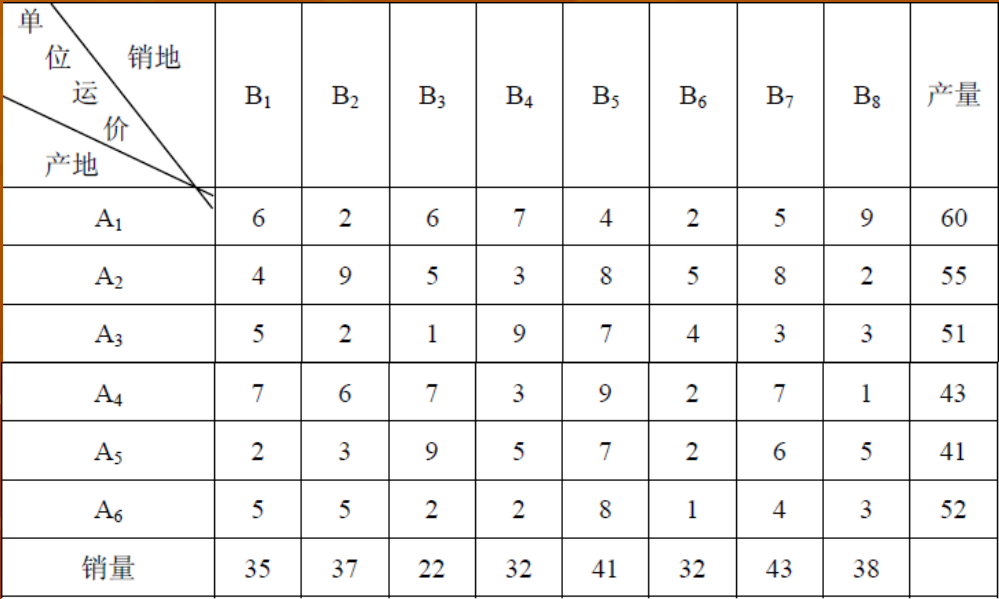 单位运价 销地 产地 B₁ B₂ B₃ B₄ B₅ B₆ B₇ B₈ 产量
A₁ 6 2 6 7 4 2 5 9 60
A₂ 4 9 5 3 8 5 8 2 55
A₃ 5 2 1 9 7 4 3 3 51
A₄ 7 6 7 3 9 2 7 1 43
A₅ 2 3 9 5 7 2 6 5 41
A₆ 5 5 2 2 8 1 4 3 52
销量 35 37 22 32 41 32 43 38